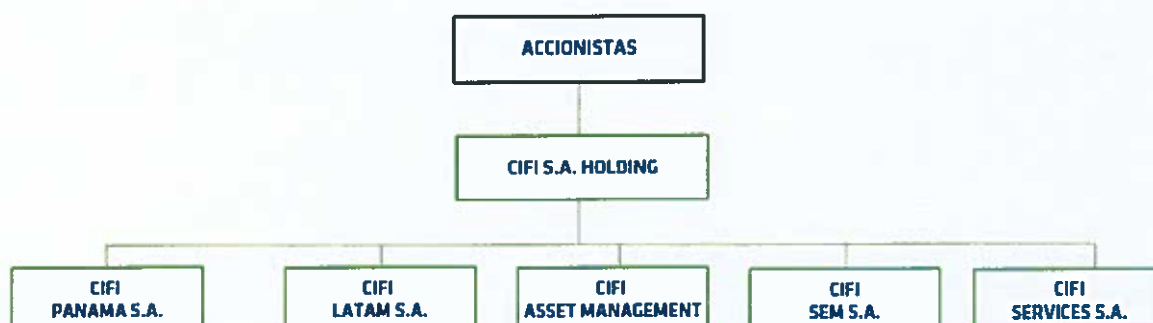 ACCIONISTAS
CIFI S.A. HOLDING
CIFI
PANAMA S.A.
CIFI
LATAM S.A.
CIFI
ASSET MANAGEMENT
CIFI
SEM S.A.
CIFI
SERVICES S.A.